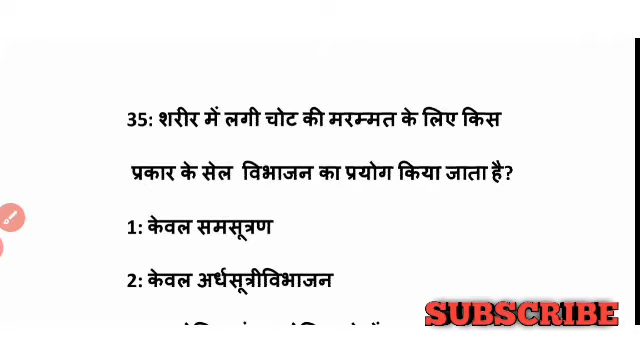 35: शरीर में लगी चोट की मरम्मत के लिए किस
प्रकार के सेल विभाजन का प्रयोग किया जाता है?
1: केवल समसूत्रण
2: केवल अर्धसूत्रीविभाजन
SUBSCRIBE